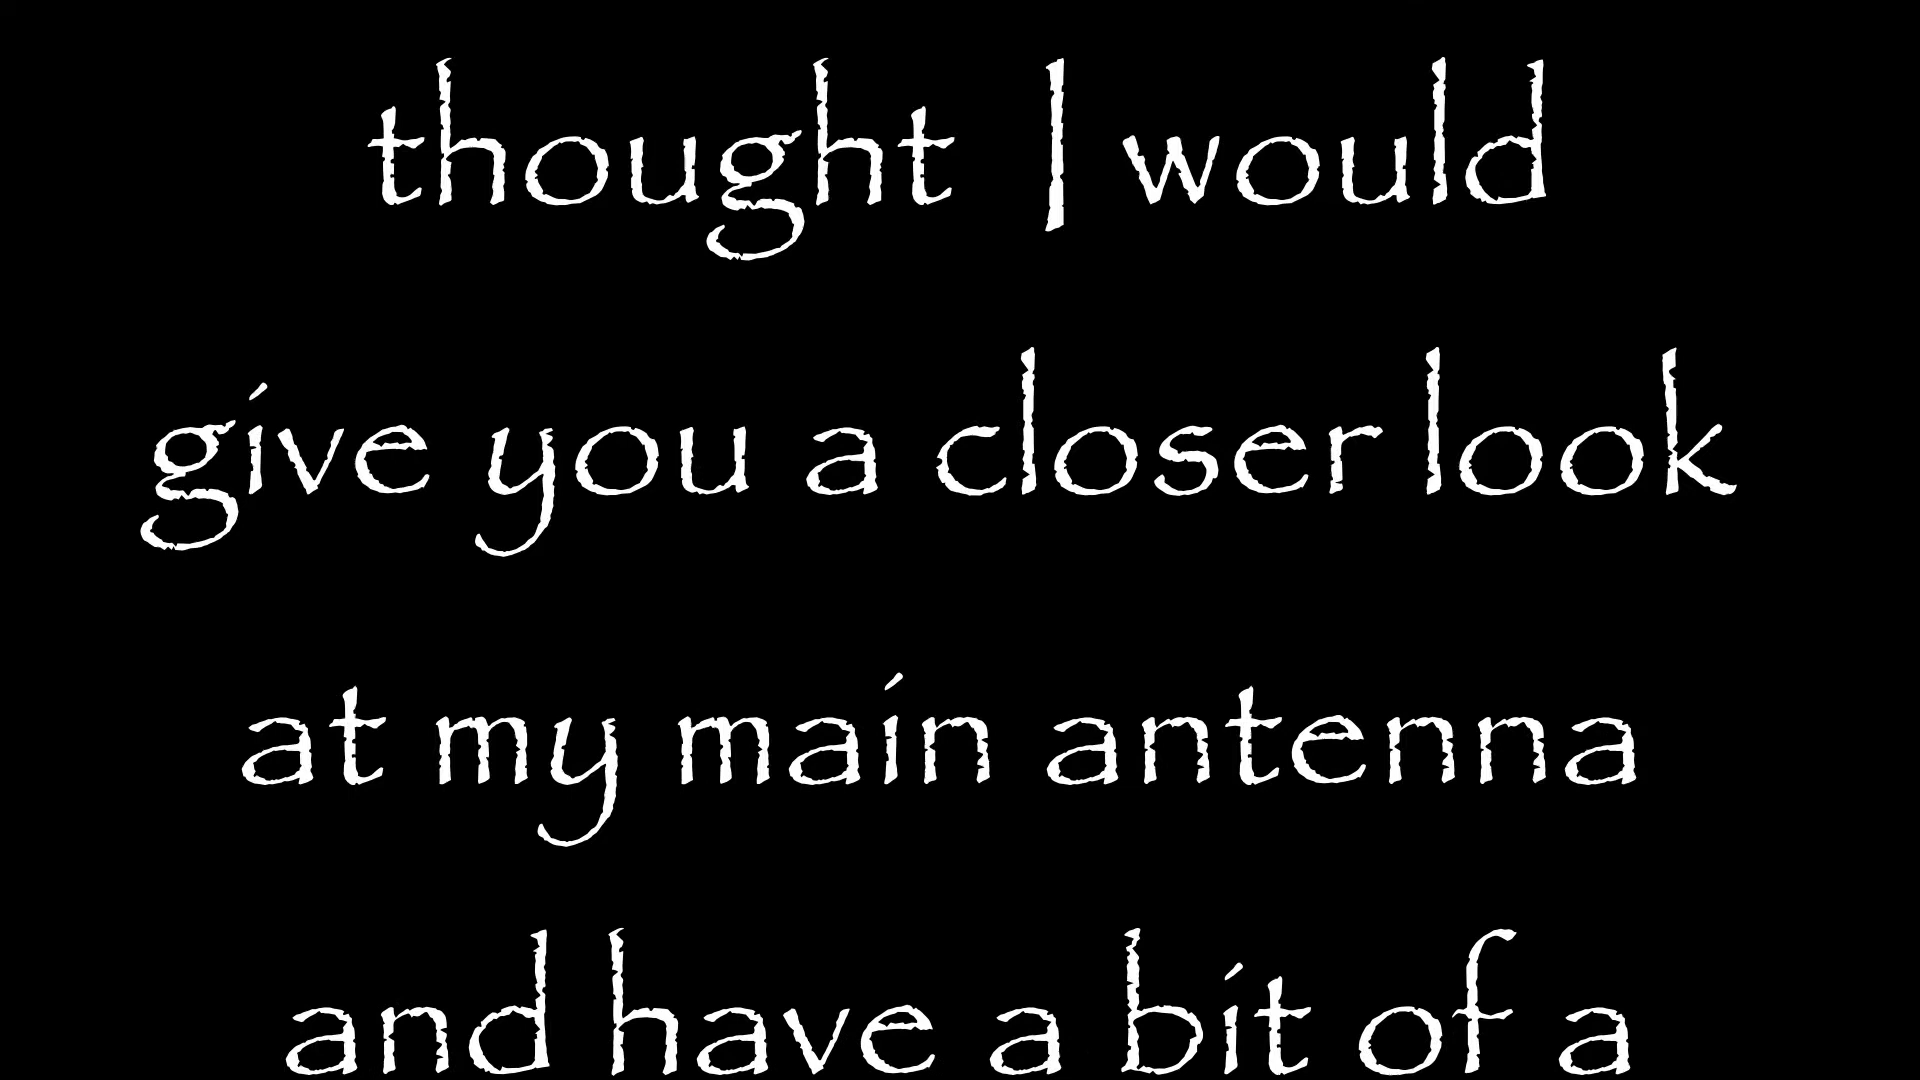 thought I would
give you a closer look
at my main antenna
and have a bit of a